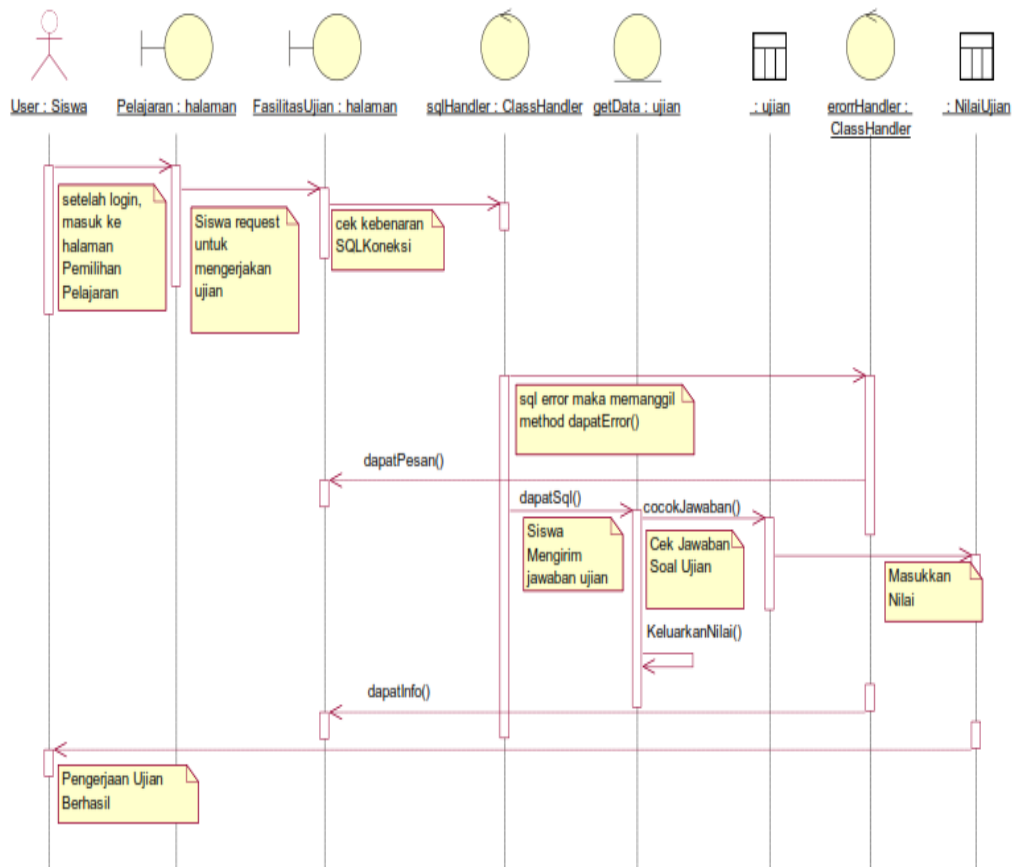 User : Siswa
Pelajaran : halaman
FasilitasUjian : halaman
sqlHandler : ClassHandler
getData : ujian
: ujian
erorrHandler :
ClassHandler
: NilaiUjian
setelah login,
masuk ke
halaman
Pemilihan
Pelajaran
Siswa request
untuk
mengerjakan
ujian
cek kebenaran
SQLKoneksi
sql error maka memanggil
method dapatError()
dapatPesan()
dapatSql()
cocokJawaban()
Siswa
Mengirim
jawaban ujian
Cek Jawaban
Soal Ujian
Masukkan
Nilai
KeluarkanNilai()
dapatInfo()
Pengerjaan Ujian
Berhasil